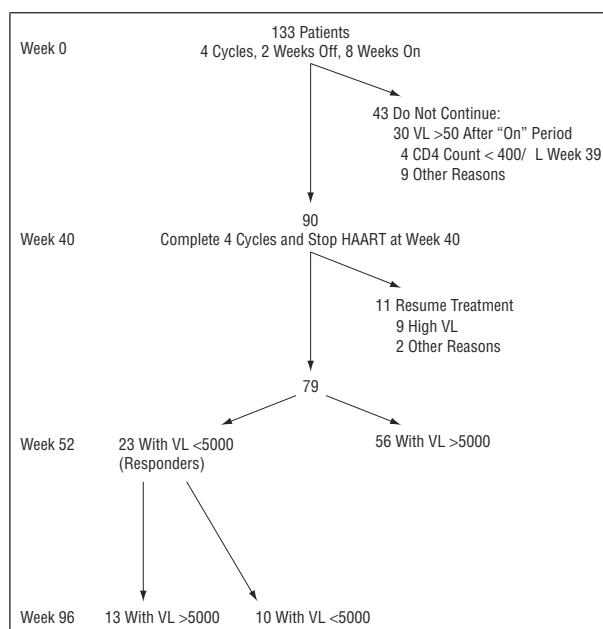 133 Patients
Week 0
4 Cycles, 2 Weeks Off, 8 Weeks On
43 Do Not Continue:
30 VL >50 After “On” Period
4 CD4 Count < 400/ L Week 39
9 Other Reasons
90
Week 40
Complete 4 Cycles and Stop HAART at Week 40
11 Resume Treatment
9 High VL
2 Other Reasons
79
Week 52
23 With VL <5000
(Responders)
56 With VL >5000
Week 96
13 With VL >5000
10 With VL <5000